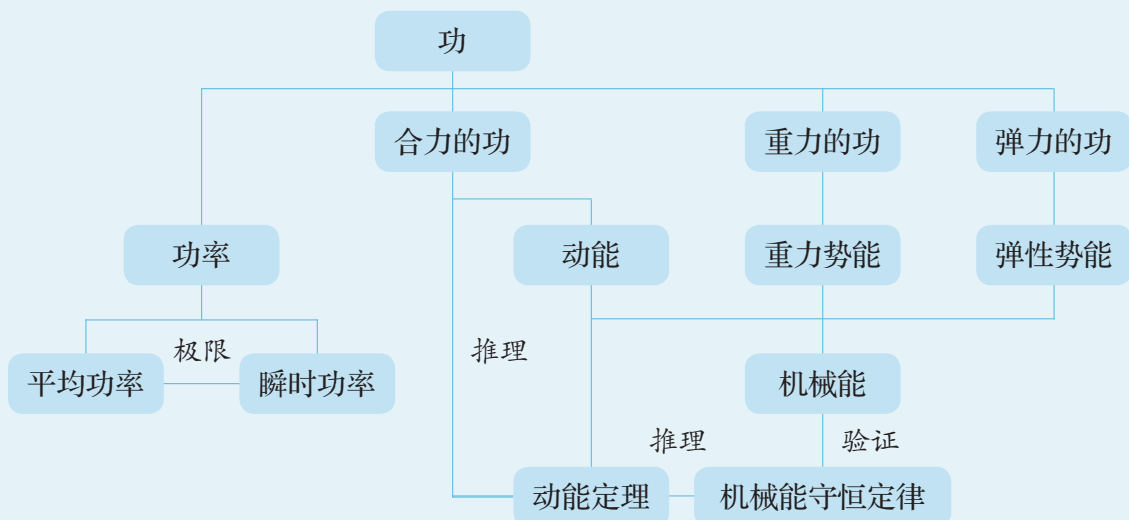 功
合力的功
重力的功
弹力的功
功率
动能
重力势能
弹性势能
极限
推理
平均功率
瞬时功率
机械能
推理
验证
动能定理
机械能守恒定律